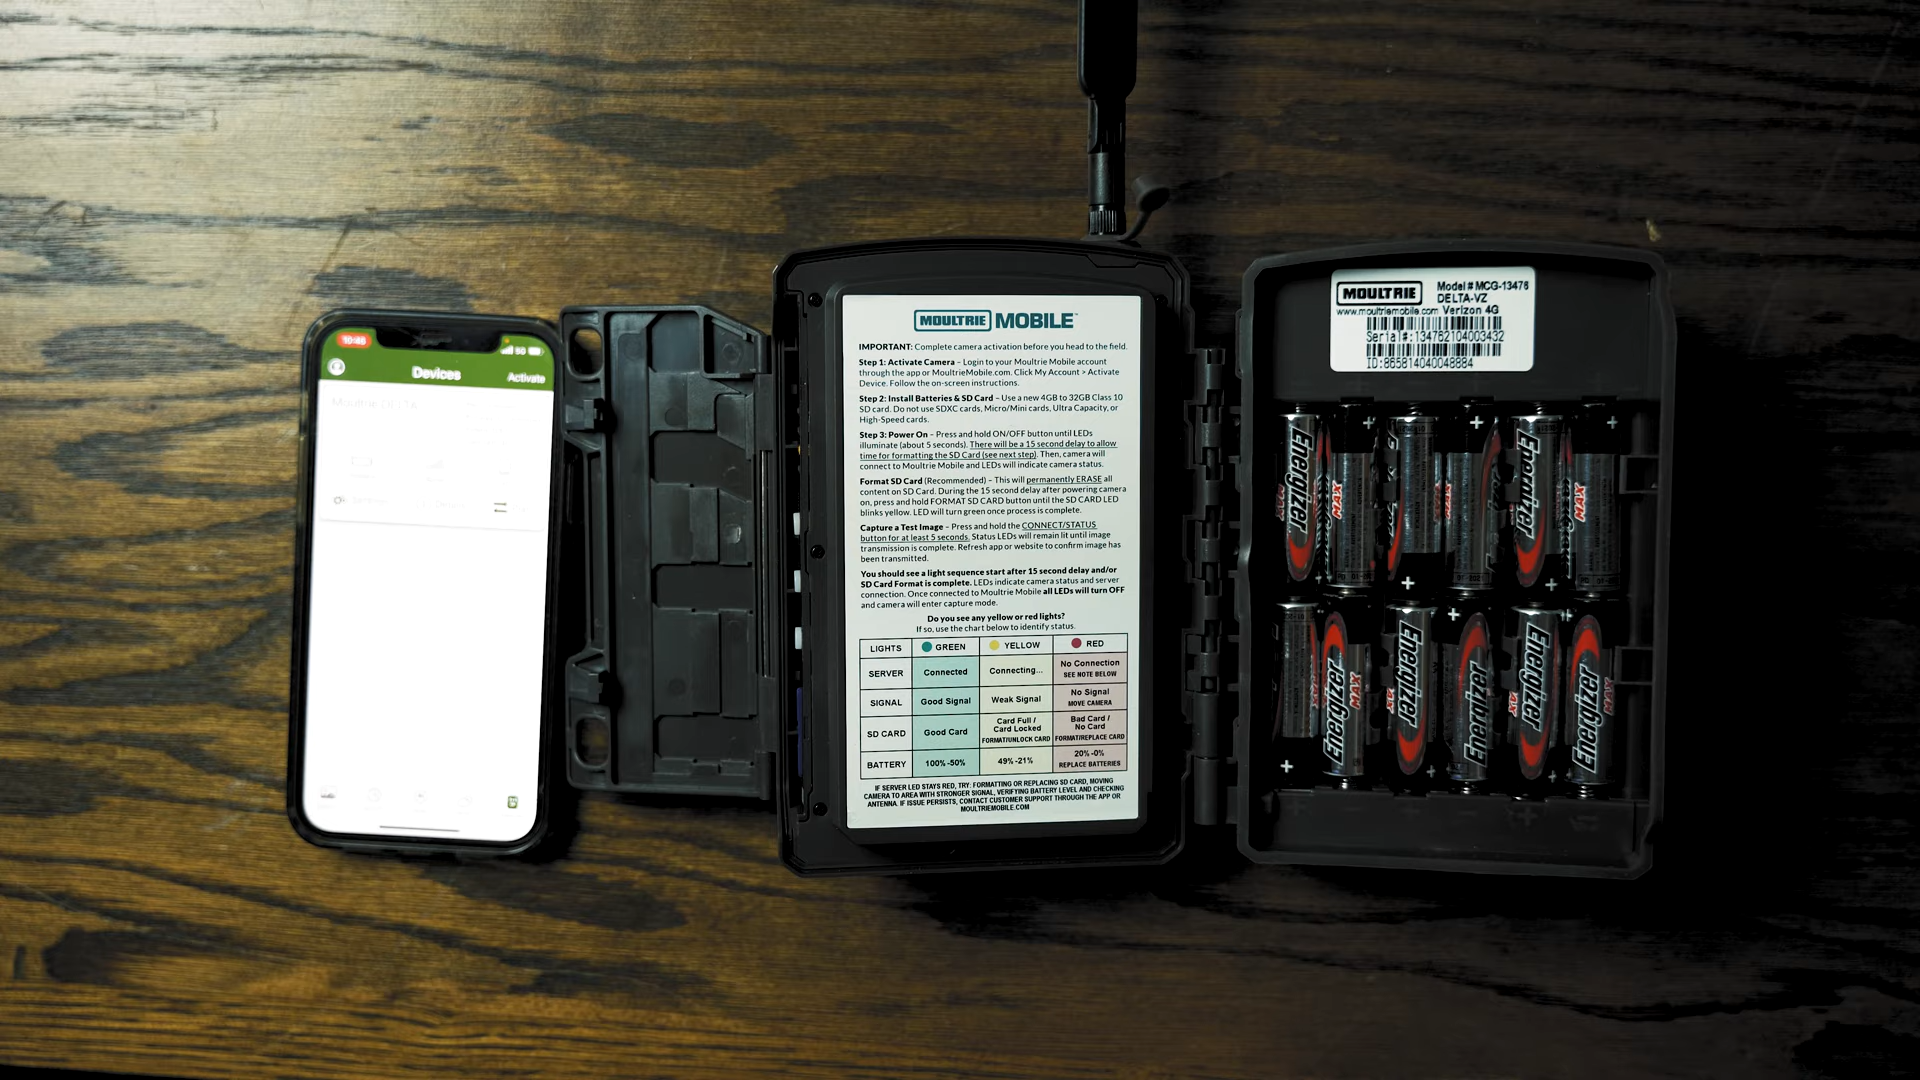 10:46
5G
Devices
Activate
Moultrie DELTA
MOULTRIE MOBILE
IMPORTANT: Complete camera activation before you head to the field.
Step 1: Activate Camera – Login to your Moultrie Mobile account
through the app or MoultrieMobile.com. Click My Account > Activate
Device. Follow the on-screen instructions.
Step 2: Install Batteries & SD Card – Use a new 4GB to 32GB Class 10
SD card. Do not use SDXC cards, Micro/Mini cards, Ultra Capacity, or
High-Speed cards.
Step 3: Power On – Press and hold ON/OFF button until LEDs
illuminate (about 5 seconds). There will be a 15 second delay to allow
time for formatting the SD Card (see next step). Then, camera will
connect to Moultrie Mobile and LEDs will indicate camera status.
Format SD Card (Recommended) – This will permanently ERASE all
content on SD Card. During the 15 second delay after powering camera
on, press and hold FORMAT SD CARD button until the SD CARD LED
blinks yellow. LED will turn green once process is complete.
Capture a Test Image – Press and hold the CONNECT/STATUS
button for at least 5 seconds. Status LEDs will remain lit until image
transmission is complete. Refresh app or website to confirm image has
been transmitted.
You should see a light sequence start after 15 second delay and/or
SD Card Format is complete. LEDs indicate camera status and server
connection. Once connected to Moultrie Mobile all LEDs will turn OFF
and camera will enter capture mode.
Do you see any yellow or red lights?
If so, use the chart below to identify status.
LIGHTS GREEN YELLOW RED
SERVER Connected Connecting... No Connection
SEE NOTE BELOW
SIGNAL Good Signal Weak Signal No Signal
MOVE CAMERA
SD CARD Good Card Card Full / Card Locked Bad Card / No Card
FORMAT/UNLOCK CARD FORMAT/REPLACE CARD
BATTERY 100% -50% 49% -21% 20% -0%
REPLACE BATTERIES
IF SERVER LED STAYS RED, TRY: FORMATTING OR REPLACING SD CARD, MOVING
CAMERA TO AREA WITH STRONGER SIGNAL, VERIFYING BATTERY LEVEL AND CHECKING
ANTENNA. IF ISSUE PERSISTS, CONTACT CUSTOMER SUPPORT THROUGH THE APP OR
MOULTRIEMOBILE.COM
MOULTRIE Model # MCG-13476
DELTA-VZ
www.moultriemobile.com Verizon 4G
Serial#:134762104003432
ID:865814040048884
Energizer MAX
MAX
Energizer
MAX
Energizer MAX
Energizer
Energizer
Energizer
Energizer